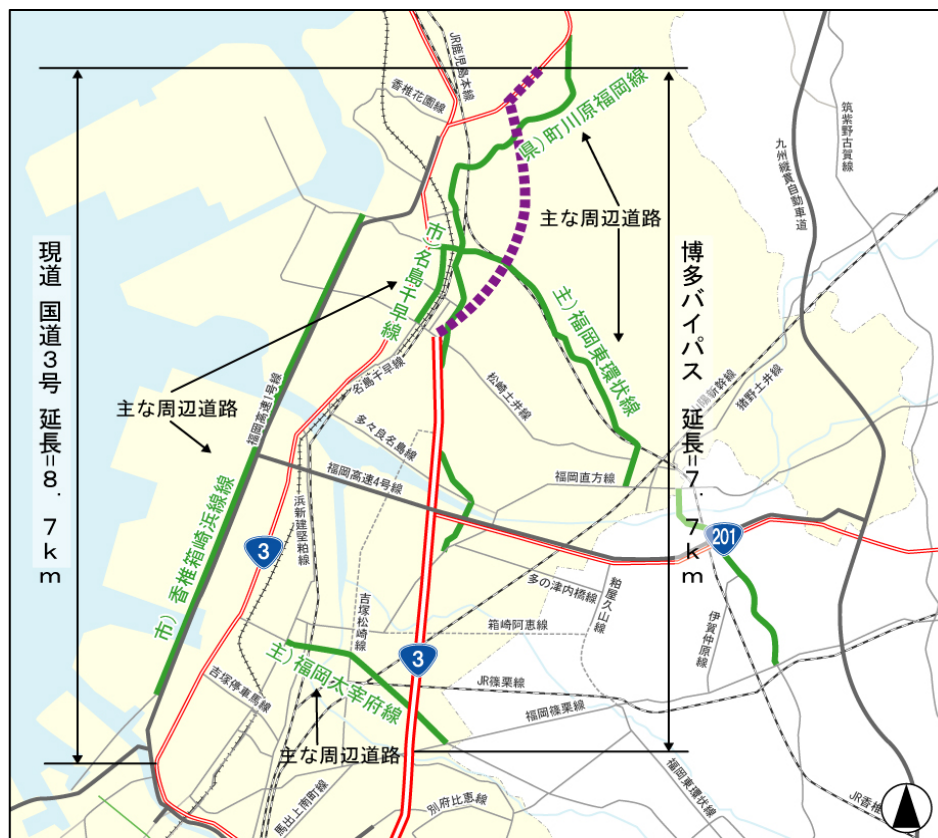 JR鹿児島本線
香椎花園線
県)町川原福岡線
筑紫野古賀線
九州縦貫自動車道
主な周辺道路
現道 国道3号 延長=8.7km
市)名島千早線
博多バイパス 延長=7.7km
主)福岡東環状線
名島千早線
松崎土井線
猪野土井線
陽新幹線
主な周辺道路
福岡高速1号線
多々良名島線
福岡高速4号線
福岡直方線
市)香椎箱崎浜線線
浜新建堅粕線
3
201
多の津内橋線
粕屋久山線
伊賀仲原線
吉塚松崎線
箱崎阿恵線
3
主)福岡太宰府線
JR篠栗線
吉塚停車馬線
福岡篠栗線
主な周辺道路
福岡東環状線
馬出上南町線
別府比恵線
JR香椎